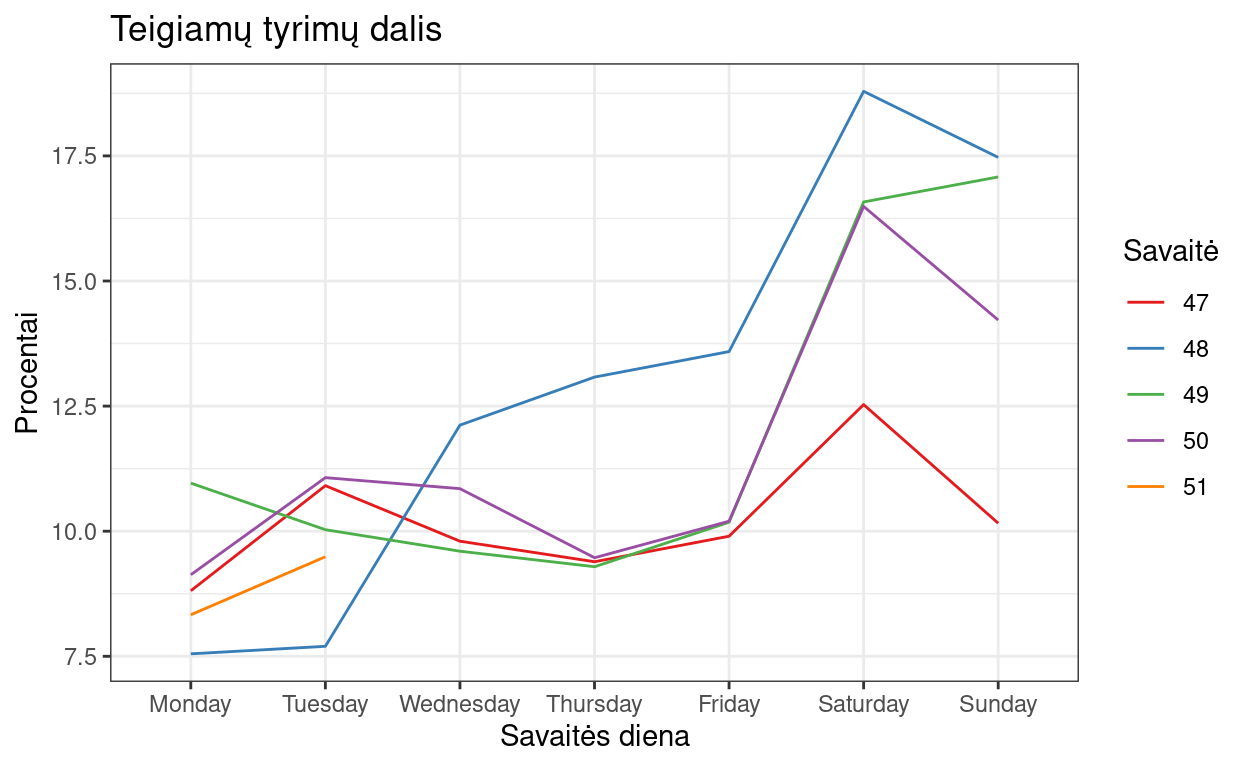 Teigiamų tyrimų dalis
Procentai
17.5
15.0
12.5
10.0
7.5
Monday Tuesday Wednesday Thursday Friday Saturday Sunday
Savaitės diena
Savaitė
47
48
49
50
51